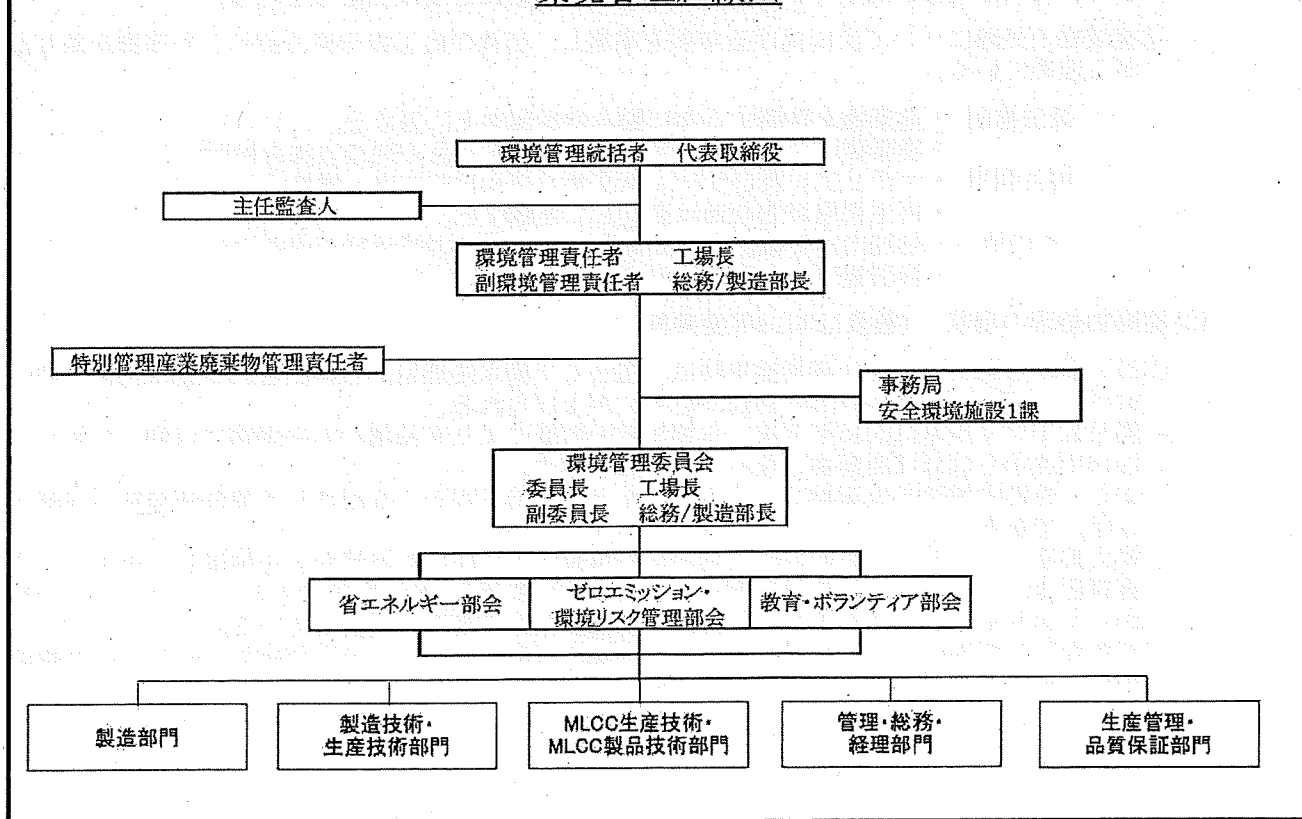 環境管理統括者 代表取締役
主任監査人
環境管理責任者 工場長
副環境管理責任者 総務/製造部長
特別管理産業廃棄物管理責任者
事務局
安全環境施設1課
環境管理委員会
委員長 工場長
副委員長 総務/製造部長
省エネルギー部会
ゼロエミッション・
環境リスク管理部会
教育・ボランティア部会
製造部門
製造技術・
生産技術部門
MLCC生産技術・
MLCC製品技術部門
管理・総務・
経理部門
生産管理・
品質保証部門